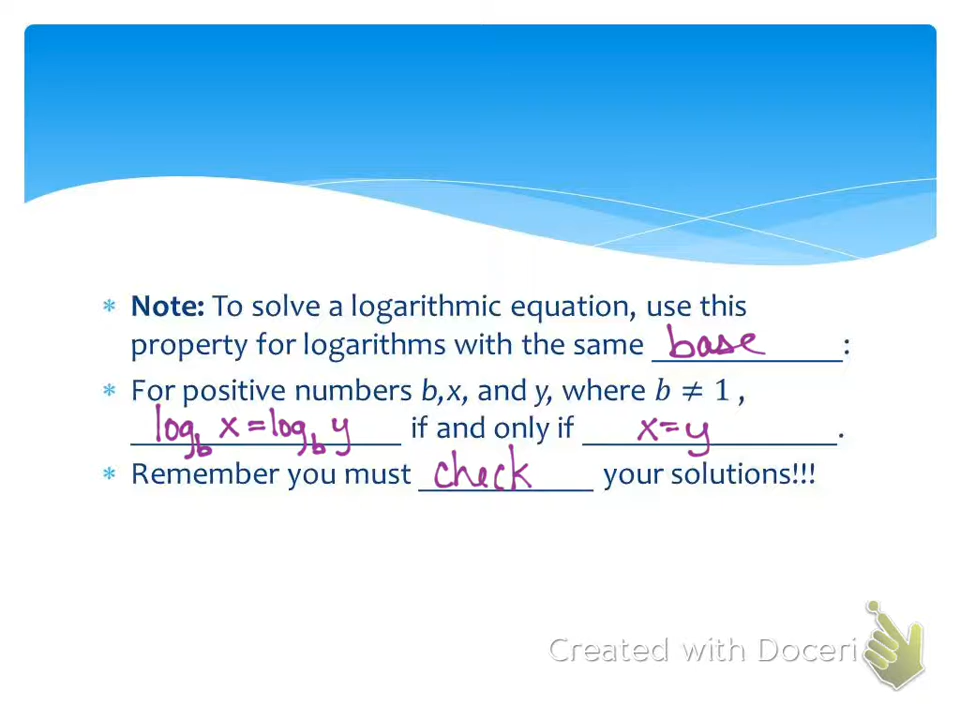 * Note: To solve a logarithmic equation, use this
property for logarithms with the same base:
* For positive numbers b,x, and y, where b ≠ 1 ,
log_b x=log_b y if and only if x=y.
* Remember you must check your solutions!!!
Created with Doceri